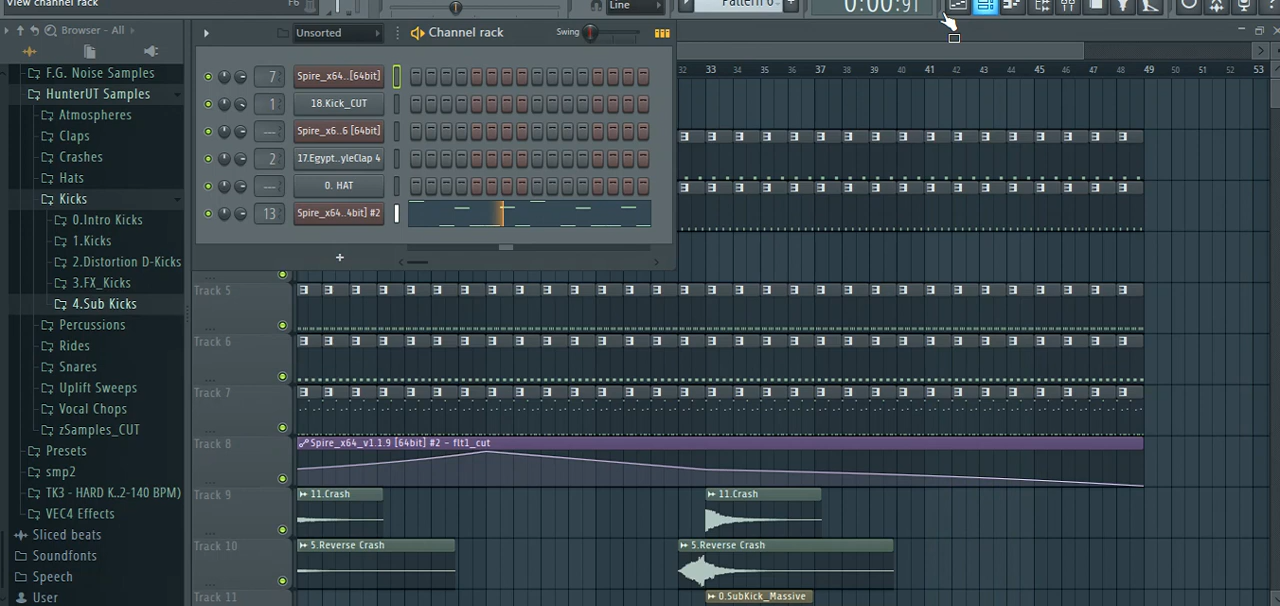 View channel rack
F6
Line
Pattern 6
0:00:91
Browser - All
Unsorted
Channel rack
Swing
F.G. Noise Samples
HunterUT Samples
Atmospheres
Claps
Crashes
Hats
Kicks
0.Intro Kicks
1.Kicks
2.Distortion D-Kicks
3.FX_Kicks
4.Sub Kicks
Percussions
Rides
Snares
Uplift Sweeps
Vocal Chops
zSamples_CUT
Presets
smp2
TK3 - HARD K..2-140 BPM)
VEC4 Effects
Sliced beats
Soundfonts
Speech
User
7 Spire_x64..[64bit]
1 18.Kick_CUT
--- Spire_x6..6 [64bit]
2 17.Egypt..yleClap 4
--- 0. HAT
13 Spire_x64..4bit] #2
+
32 33 34 35 36 37 38 39 40 41 42 43 44 45 46 47 48 49 51 53
Track 5
Track 6
Track 7
Track 8
Spire_x64_v1.1.9 [64bit] #2 - flt1_cut
Track 9
11.Crash
11.Crash
Track 10
5.Reverse Crash
5.Reverse Crash
Track 11
0.SubKick_Massive